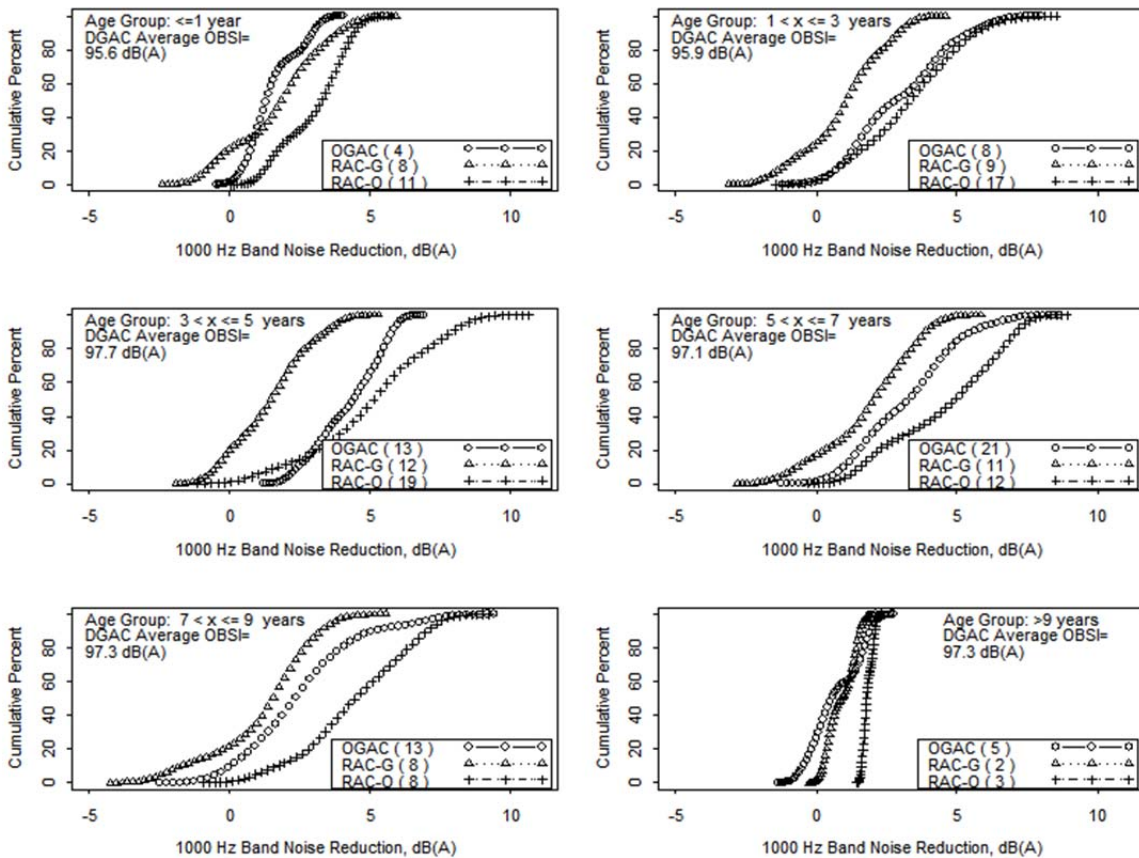 Age Group: <=1 year
DGAC Average OBSI=
95.6 dB(A)
Cumulative Percent
0 20 40 60 80
OGAC ( 4 )
RAC-G ( 8 )
RAC-O ( 11 )
-5 0 5 10
1000 Hz Band Noise Reduction, dB(A)
Age Group: 1 < x <= 3 years
DGAC Average OBSI=
95.9 dB(A)
Cumulative Percent
0 20 40 60 80
OGAC ( 8 )
RAC-G ( 9 )
RAC-O ( 17 )
-5 0 5 10
1000 Hz Band Noise Reduction, dB(A)
Age Group: 3 < x <= 5 years
DGAC Average OBSI=
97.7 dB(A)
Cumulative Percent
0 20 40 60 80
OGAC ( 13 )
RAC-G ( 12 )
RAC-O ( 19 )
-5 0 5 10
1000 Hz Band Noise Reduction, dB(A)
Age Group: 5 < x <= 7 years
DGAC Average OBSI=
97.1 dB(A)
Cumulative Percent
0 20 40 60 80
OGAC ( 21 )
RAC-G ( 11 )
RAC-O ( 12 )
-5 0 5 10
1000 Hz Band Noise Reduction, dB(A)
Age Group: 7 < x <= 9 years
DGAC Average OBSI=
97.3 dB(A)
Cumulative Percent
0 20 40 60 80
OGAC ( 13 )
RAC-G ( 8 )
RAC-O ( 8 )
-5 0 5 10
1000 Hz Band Noise Reduction, dB(A)
Age Group: >9 years
DGAC Average OBSI=
97.3 dB(A)
Cumulative Percent
0 20 40 60 80
OGAC ( 5 )
RAC-G ( 2 )
RAC-O ( 3 )
-5 0 5 10
1000 Hz Band Noise Reduction, dB(A)